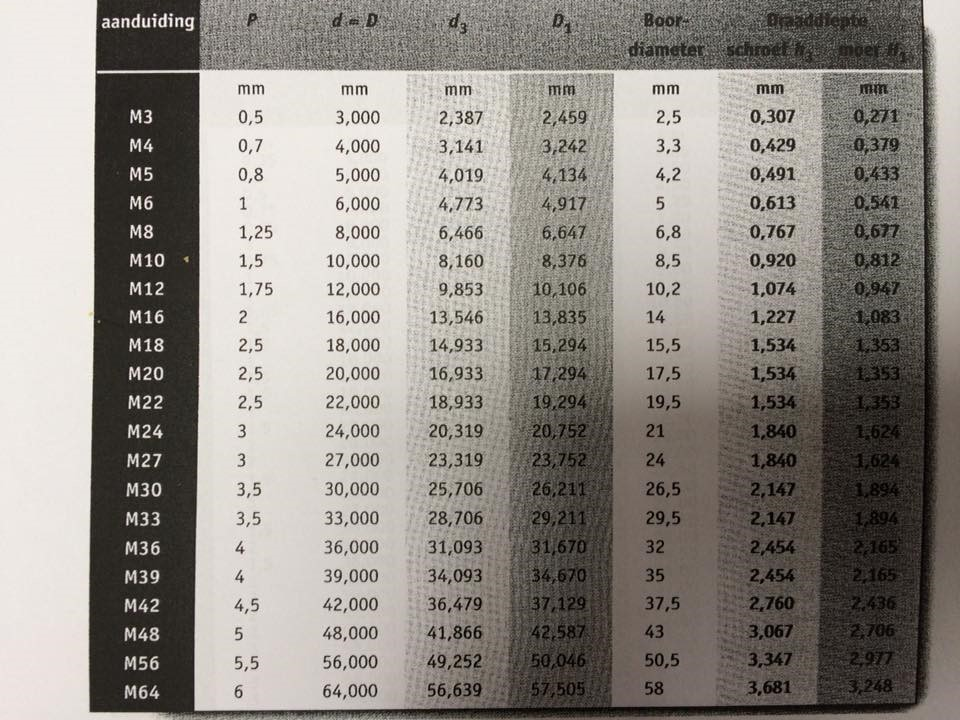 aanduiding P d = D d3 D1 Boor- Draaddiepte
diameter schroef H3 moer H1
mm mm mm mm mm mm mm
M3 0,5 3,000 2,387 2,459 2,5 0,307 0,271
M4 0,7 4,000 3,141 3,242 3,3 0,429 0,379
M5 0,8 5,000 4,019 4,134 4,2 0,491 0,433
M6 1 6,000 4,773 4,917 5 0,613 0,541
M8 1,25 8,000 6,466 6,647 6,8 0,767 0,677
M10 1,5 10,000 8,160 8,376 8,5 0,920 0,812
M12 1,75 12,000 9,853 10,106 10,2 1,074 0,947
M16 2 16,000 13,546 13,835 14 1,227 1,083
M18 2,5 18,000 14,933 15,294 15,5 1,534 1,353
M20 2,5 20,000 16,933 17,294 17,5 1,534 1,353
M22 2,5 22,000 18,933 19,294 19,5 1,534 1,353
M24 3 24,000 20,319 20,752 21 1,840 1,624
M27 3 27,000 23,319 23,752 24 1,840 1,624
M30 3,5 30,000 25,706 26,211 26,5 2,147 1,894
M33 3,5 33,000 28,706 29,211 29,5 2,147 1,894
M36 4 36,000 31,093 31,670 32 2,454 2,165
M39 4 39,000 34,093 34,670 35 2,454 2,165
M42 4,5 42,000 36,479 37,129 37,5 2,760 2,436
M48 5 48,000 41,866 42,587 43 3,067 2,706
M56 5,5 56,000 49,252 50,046 50,5 3,347 2,977
M64 6 64,000 56,639 57,505 58 3,681 3,248